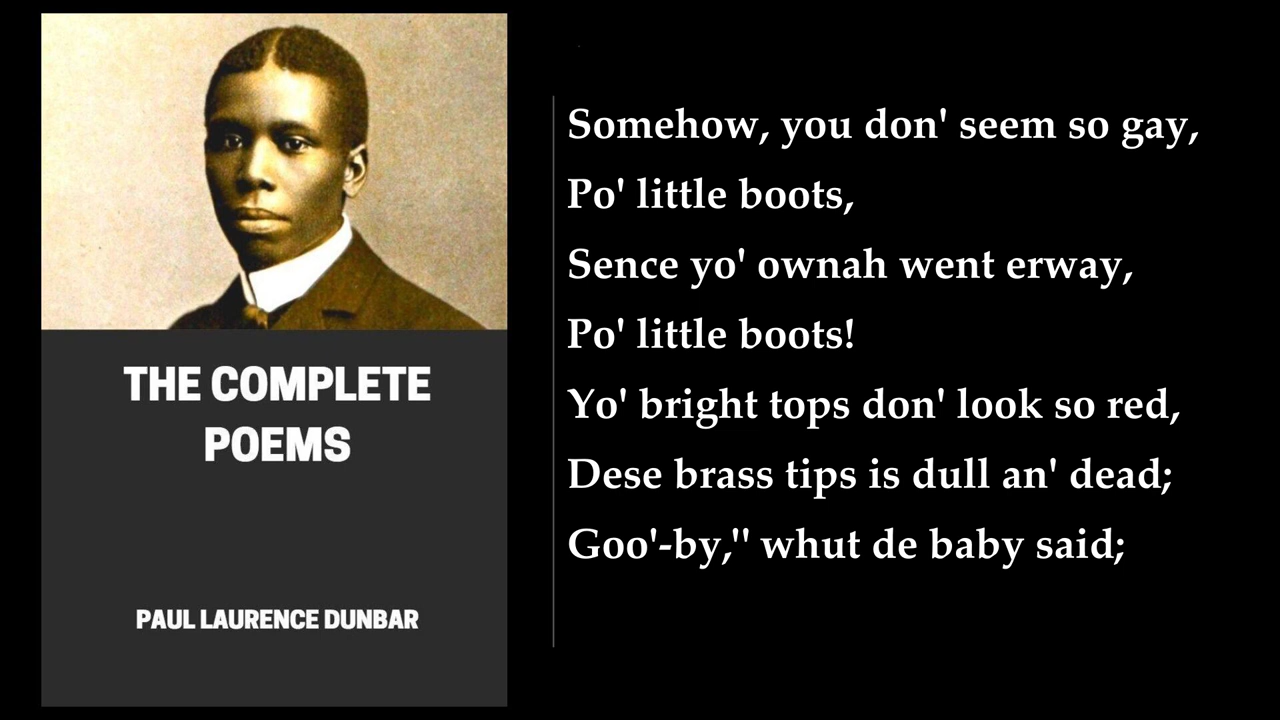 THE COMPLETE
POEMS
PAUL LAURENCE DUNBAR
Somehow, you don' seem so gay,
Po' little boots,
Sence yo' ownah went erway,
Po' little boots!
Yo' bright tops don' look so red,
Dese brass tips is dull an' dead;
Goo'-by," whut de baby said;